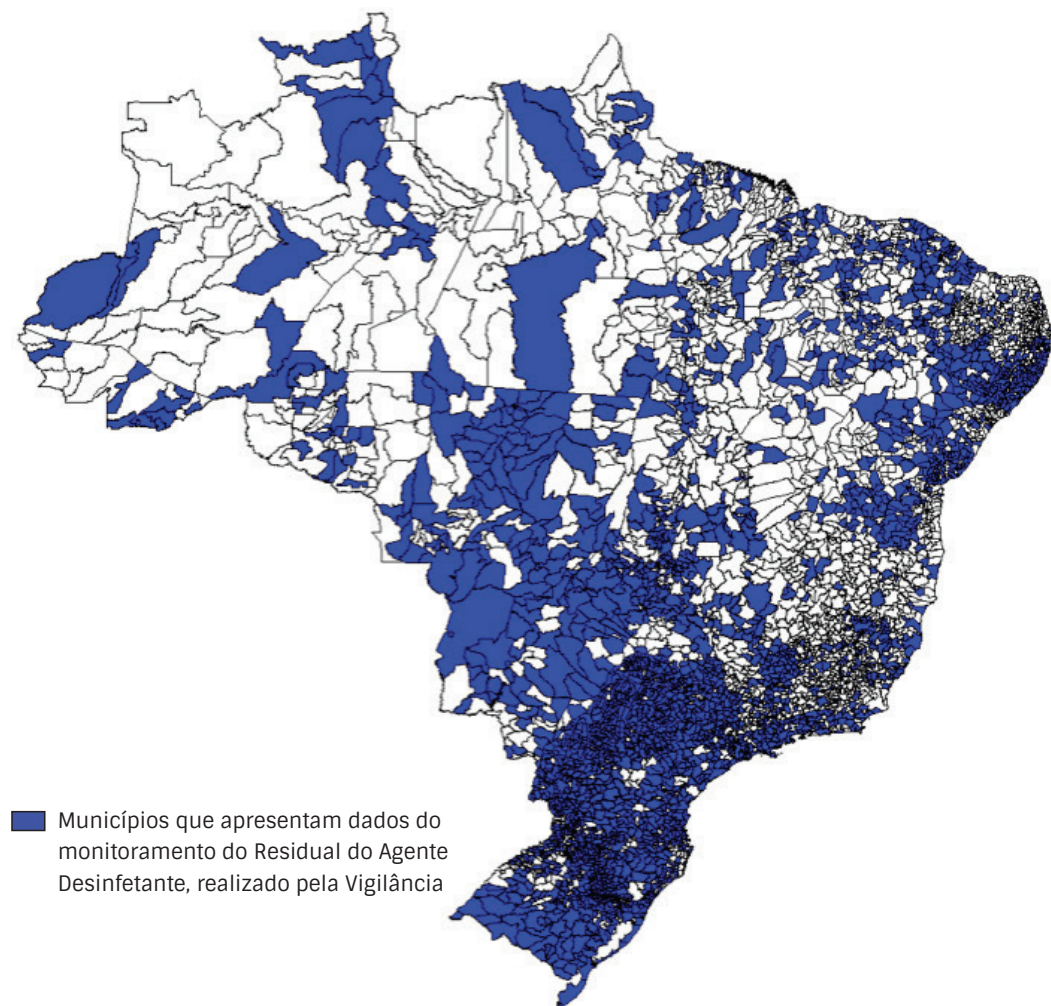 Municípios que apresentam dados do
monitoramento do Residual do Agente
Desinfetante, realizado pela Vigilância